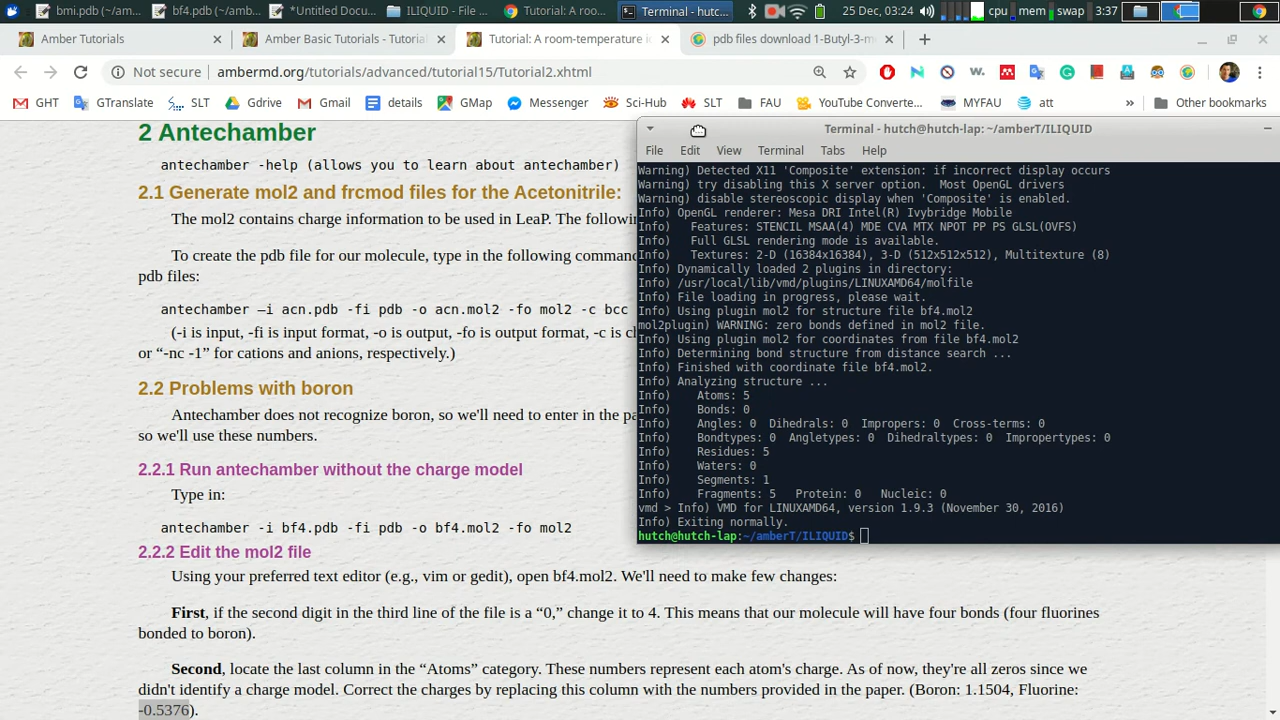 bmi.pdb (~/am...
bf4.pdb (~/amb...
*Untitled Docu...
ILIQUID - File ...
Tutorial: A roo...
Terminal - hutc...
25 Dec, 03:24
cpu
mem
swap
3:37
Amber Tutorials
Amber Basic Tutorials - Tutorial
Tutorial: A room-temperature i
pdb files download 1-Butyl-3-m
Not secure
ambermd.org/tutorials/advanced/tutorial15/Tutorial2.xhtml
GHT
GTranslate
SLT
Gdrive
Gmail
details
GMap
Messenger
Sci-Hub
SLT
FAU
YouTube Converte...
MYFAU
att
»
Other bookmarks
2 Antechamber
antechamber -help (allows you to learn about antechamber)
2.1 Generate mol2 and frcmod files for the Acetonitrile:
The mol2 contains charge information to be used in LeaP. The followin
To create the pdb file for our molecule, type in the following comman
pdb files:
antechamber –i acn.pdb -fi pdb -o acn.mol2 -fo mol2 -c bcc
(-i is input, -fi is input format, -o is output, -fo is output format, -c is c
or “-nc -1” for cations and anions, respectively.)
2.2 Problems with boron
Antechamber does not recognize boron, so we'll need to enter in the pa
so we'll use these numbers.
2.2.1 Run antechamber without the charge model
Type in:
antechamber -i bf4.pdb -fi pdb -o bf4.mol2 -fo mol2
2.2.2 Edit the mol2 file
Using your preferred text editor (e.g., vim or gedit), open bf4.mol2. We'll need to make few changes:
First, if the second digit in the third line of the file is a “0,” change it to 4. This means that our molecule will have four bonds (four fluorines
bonded to boron).
Second, locate the last column in the “Atoms” category. These numbers represent each atom's charge. As of now, they're all zeros since we
didn't identify a charge model. Correct the charges by replacing this column with the numbers provided in the paper. (Boron: 1.1504, Fluorine:
-0.5376).
Terminal - hutch@hutch-lap: ~/amberT/ILIQUID
File Edit View Terminal Tabs Help
Warning) Detected X11 'Composite' extension: if incorrect display occurs
Warning) try disabling this X server option.  Most OpenGL drivers
Warning) disable stereoscopic display when 'Composite' is enabled.
Info) OpenGL renderer: Mesa DRI Intel(R) Ivybridge Mobile
Info)   Features: STENCIL MSAA(4) MDE CVA MTX NPOT PP PS GLSL(OVFS)
Info)   Full GLSL rendering mode is available.
Info)   Textures: 2-D (16384x16384), 3-D (512x512x512), Multitexture (8)
Info) Dynamically loaded 2 plugins in directory:
Info) /usr/local/lib/vmd/plugins/LINUXAMD64/molfile
Info) File loading in progress, please wait.
Info) Using plugin mol2 for structure file bf4.mol2
mol2plugin) WARNING: zero bonds defined in mol2 file.
Info) Using plugin mol2 for coordinates from file bf4.mol2
Info) Determining bond structure from distance search ...
Info) Finished with coordinate file bf4.mol2.
Info) Analyzing structure ...
Info)    Atoms: 5
Info)    Bonds: 0
Info)    Angles: 0  Dihedrals: 0  Impropers: 0  Cross-terms: 0
Info)    Bondtypes: 0  Angletypes: 0  Dihedraltypes: 0  Impropertypes: 0
Info)    Residues: 5
Info)    Waters: 0
Info)    Segments: 1
Info)    Fragments: 5   Protein: 0   Nucleic: 0
vmd > Info) VMD for LINUXAMD64, version 1.9.3 (November 30, 2016)
Info) Exiting normally.
hutch@hutch-lap:~/amberT/ILIQUID$